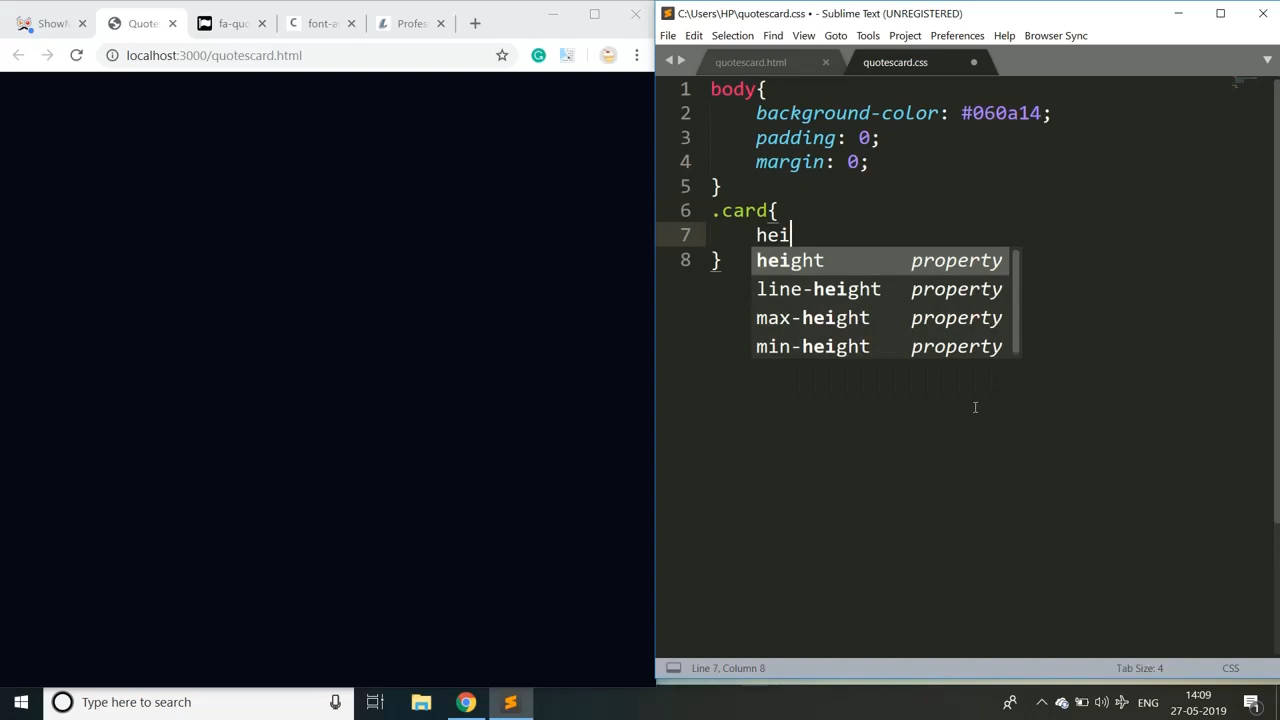 ShowM
Quote
fa-quo
font-aw
Profes
localhost:3000/quotescard.html
C:\Users\HP\quotescard.css • - Sublime Text (UNREGISTERED)
File Edit Selection Find View Goto Tools Project Preferences Help Browser Sync
quotescard.html
quotescard.css
1 body{
2 background-color: #060a14;
3 padding: 0;
4 margin: 0;
5 }
6 .card{
7 hei
8 }
height property
line-height property
max-height property
min-height property
Line 7, Column 8
Tab Size: 4
CSS
Type here to search
ENG
14:09
27-05-2019